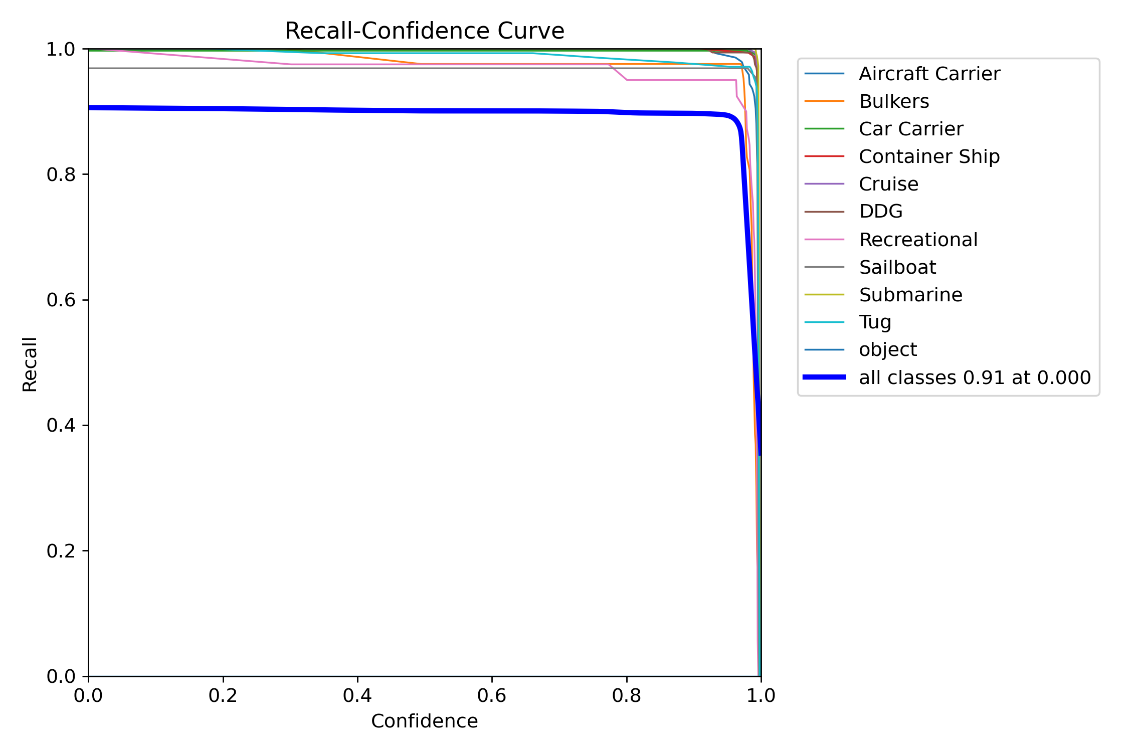 Recall-Confidence Curve
1.0
0.8
0.6
0.4
0.2
0.0
Recall
0.0 0.2 0.4 0.6 0.8 1.0
Confidence
Aircraft Carrier
Bulkers
Car Carrier
Container Ship
Cruise
DDG
Recreational
Sailboat
Submarine
Tug
object
all classes 0.91 at 0.000